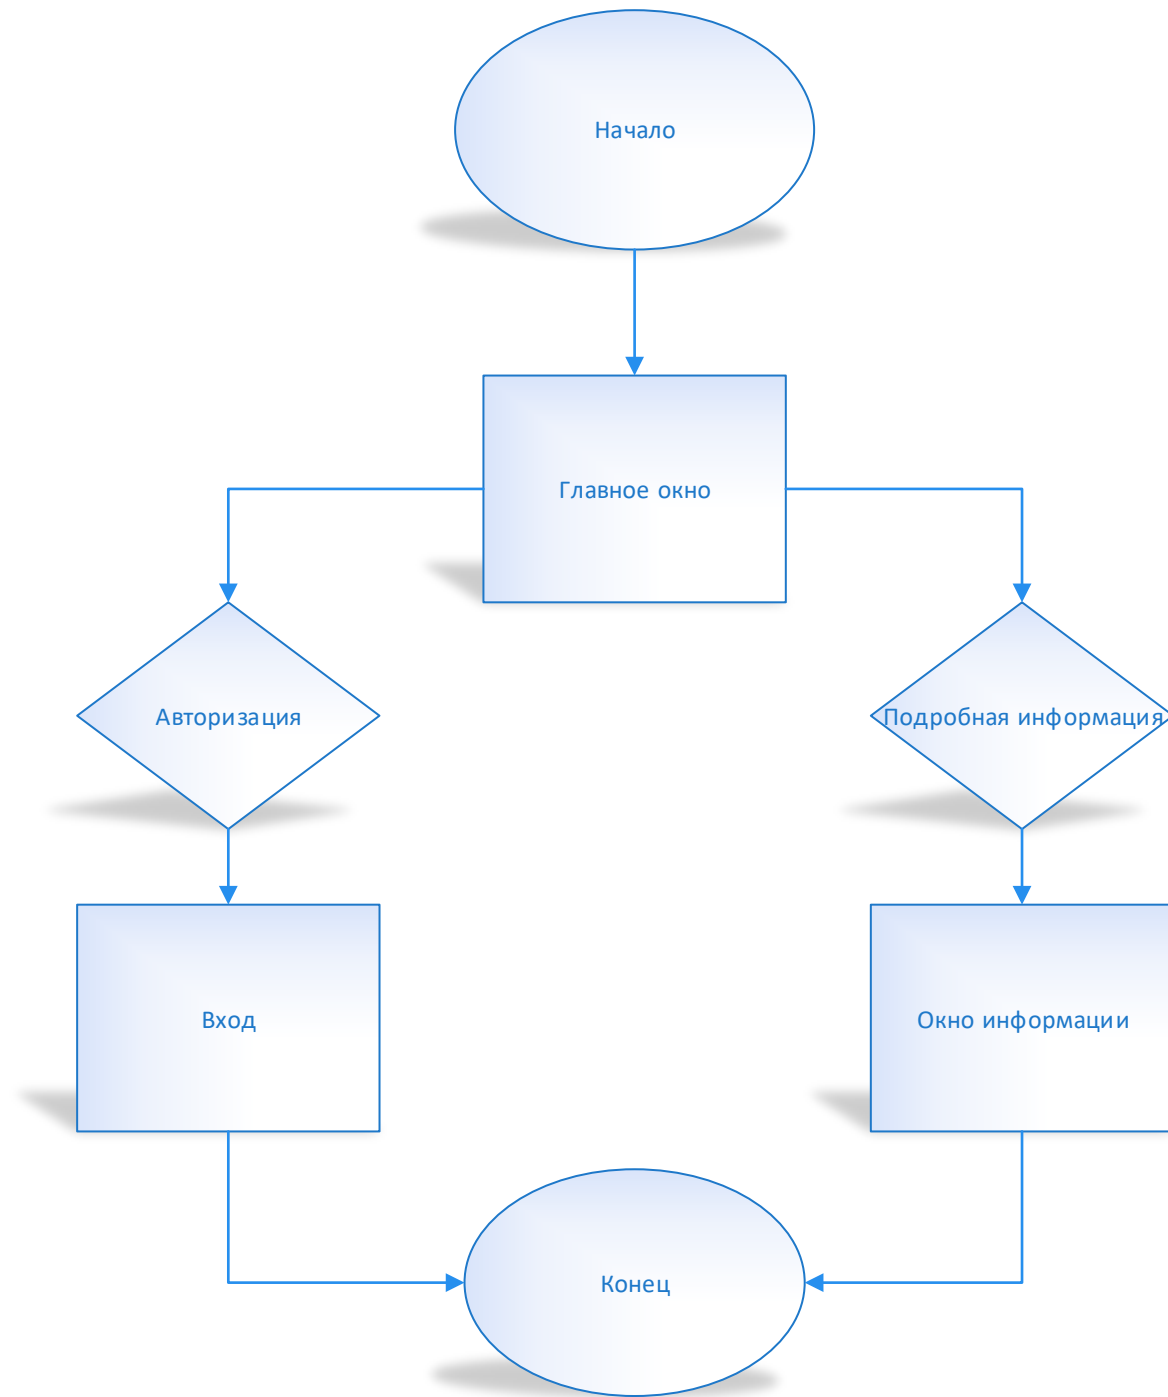 Начало
Главное окно
Авторизация
Подробная информация
Вход
Окно информации
Конец